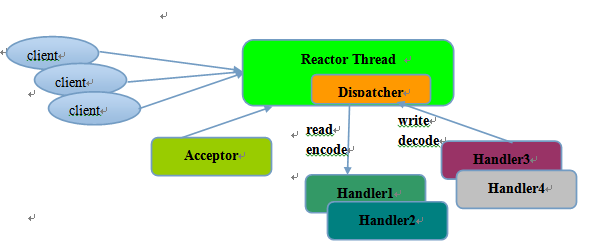 client
client
client
Reactor Thread
Dispatcher
Acceptor
read
encode
write
decode
Handler1
Handler2
Handler3
Handler4